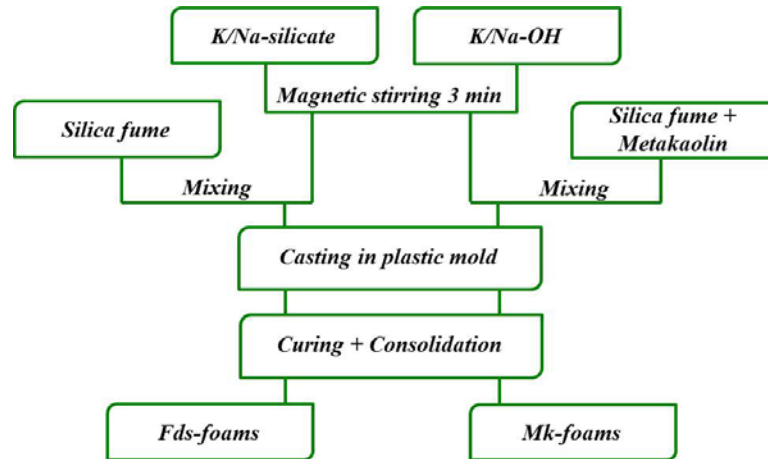 K/Na-silicate
K/Na-OH
Magnetic stirring 3 min
Silica fume
Silica fume +
Metakaolin
Mixing
Mixing
Casting in plastic mold
Curing + Consolidation
Fds-foams
Mk-foams